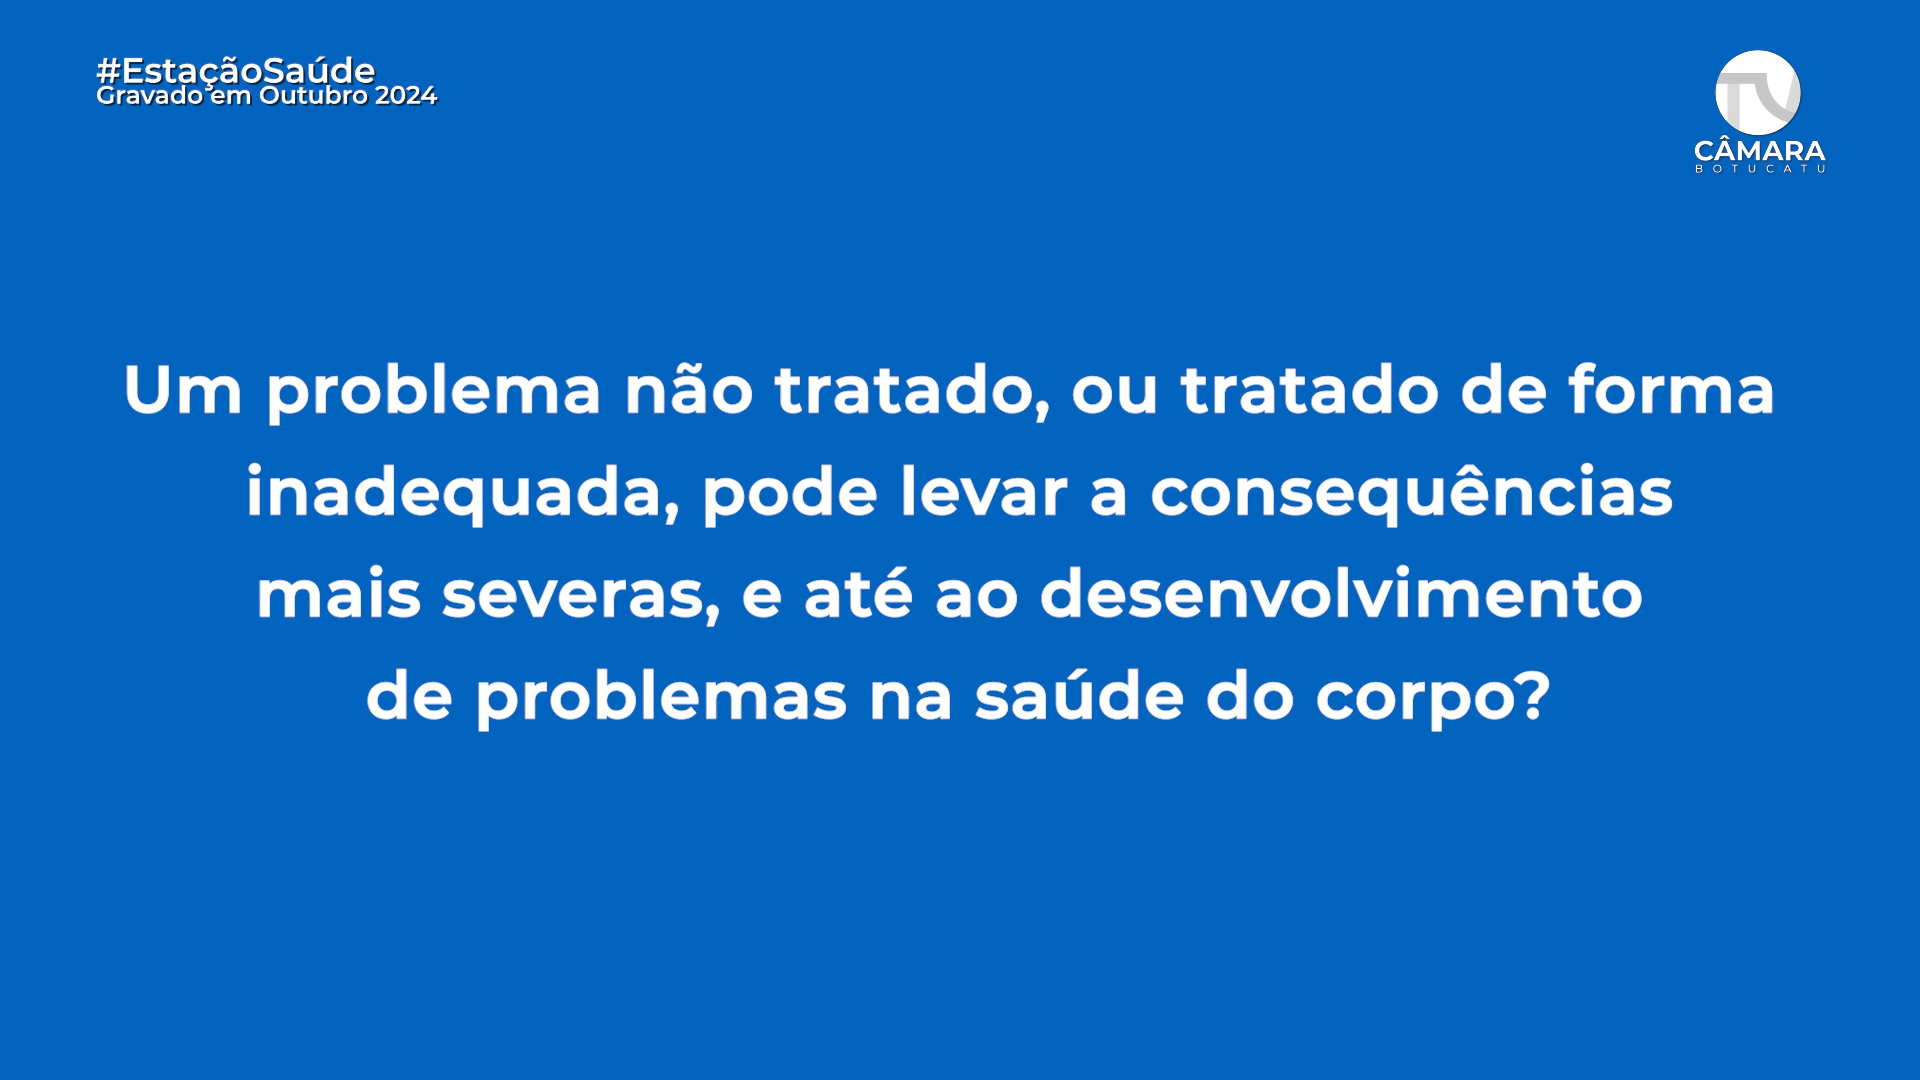 #EstaçãoSaúde
Gravado em Outubro 2024
TV
CÂMARA
BOTUCATU
Um problema não tratado, ou tratado de forma
inadequada, pode levar a consequências
mais severas, e até ao desenvolvimento
de problemas na saúde do corpo?